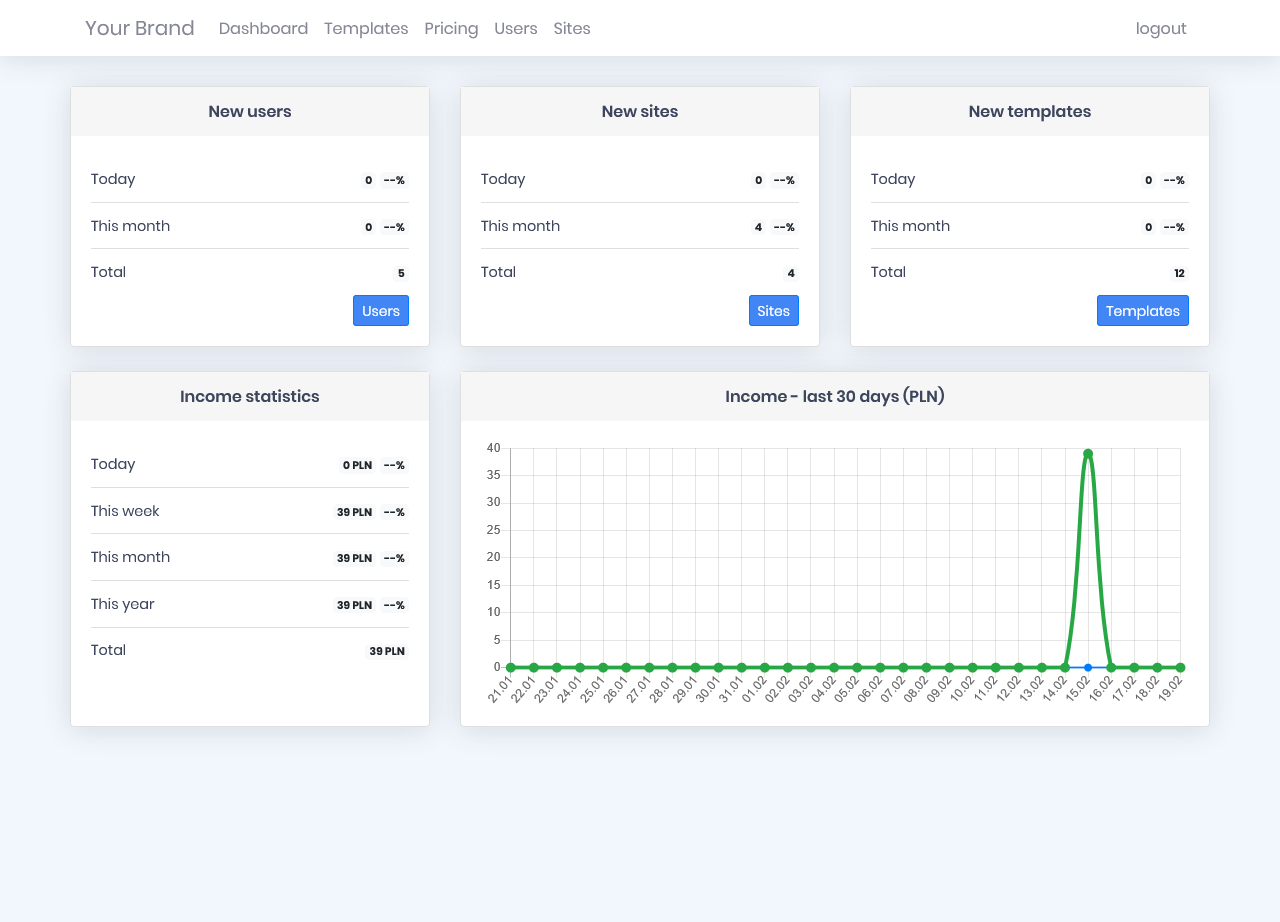 Your Brand Dashboard Templates Pricing Users Sites logout
New users
Today 0 --%
This month 0 --%
Total 5
Users
New sites
Today 0 --%
This month 4 --%
Total 4
Sites
New templates
Today 0 --%
This month 0 --%
Total 12
Templates
Income statistics
Today 0 PLN --%
This week 39 PLN --%
This month 39 PLN --%
This year 39 PLN --%
Total 39 PLN
Income - last 30 days (PLN)
40
35
30
25
20
15
10
5
0
21.01 22.01 23.01 24.01 25.01 26.01 27.01 28.01 29.01 30.01 31.01 01.02 02.02 03.02 04.02 05.02 06.02 07.02 08.02 09.02 10.02 11.02 12.02 13.02 14.02 15.02 16.02 17.02 18.02 19.02